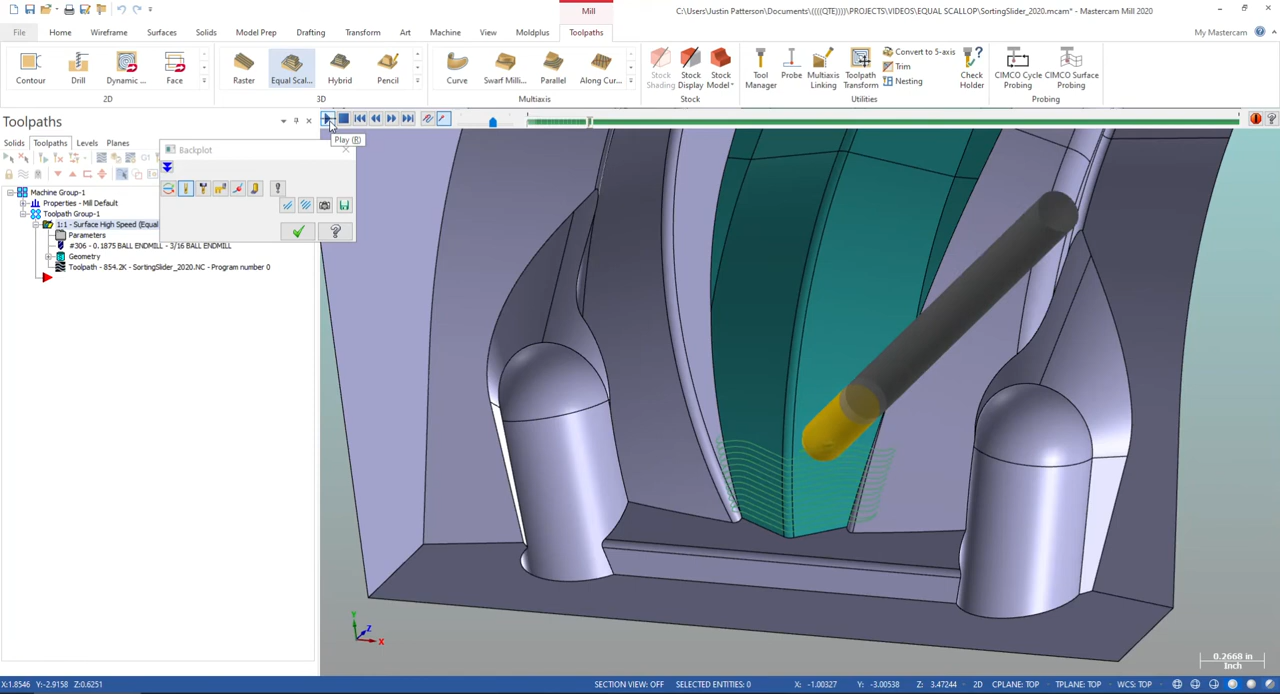 Mill
C:\Users\Justin Patterson\Documents\((((QTE))))\PROJECTS\VIDEOS\EQUAL SCALLOP\SortingSlider_2020.mcam* - Mastercam Mill 2020
File
Home
Wireframe
Surfaces
Solids
Model Prep
Drafting
Transform
Art
Machine
View
Moldplus
Toolpaths
My Mastercam
Contour
Drill
Dynamic ...
Face
Raster
Equal Scal...
Hybrid
Pencil
Curve
Swarf Milli...
Parallel
Along Cur...
Stock Shading
Stock Display
Stock Model
Tool Manager
Probe
Multiaxis Linking
Toolpath Transform
Convert to 5-axis
Trim
Nesting
Check Holder
CIMCO Cycle Probing
CIMCO Surface Probing
2D
3D
Multiaxis
Stock
Utilities
Probing
Toolpaths
Solids
Toolpaths
Levels
Planes
Play (R)
Backplot
G1
Machine Group-1
Properties - Mill Default
Toolpath Group-1
1:1 - Surface High Speed (Equal
Parameters
#306 - 0.1875 BALL ENDMILL - 3/16 BALL ENDMILL
Geometry
Toolpath - 854.2K - SortingSlider_2020.NC - Program number 0
Y
Z
X
0.2668 in
Inch
X:1.8546
Y:-2.9158
Z:0.6251
SECTION VIEW: OFF
SELECTED ENTITIES: 0
X: -1.00327
Y: -3.00538
Z: 3.47244
2D
CPLANE: TOP
TPLANE: TOP
WCS: TOP